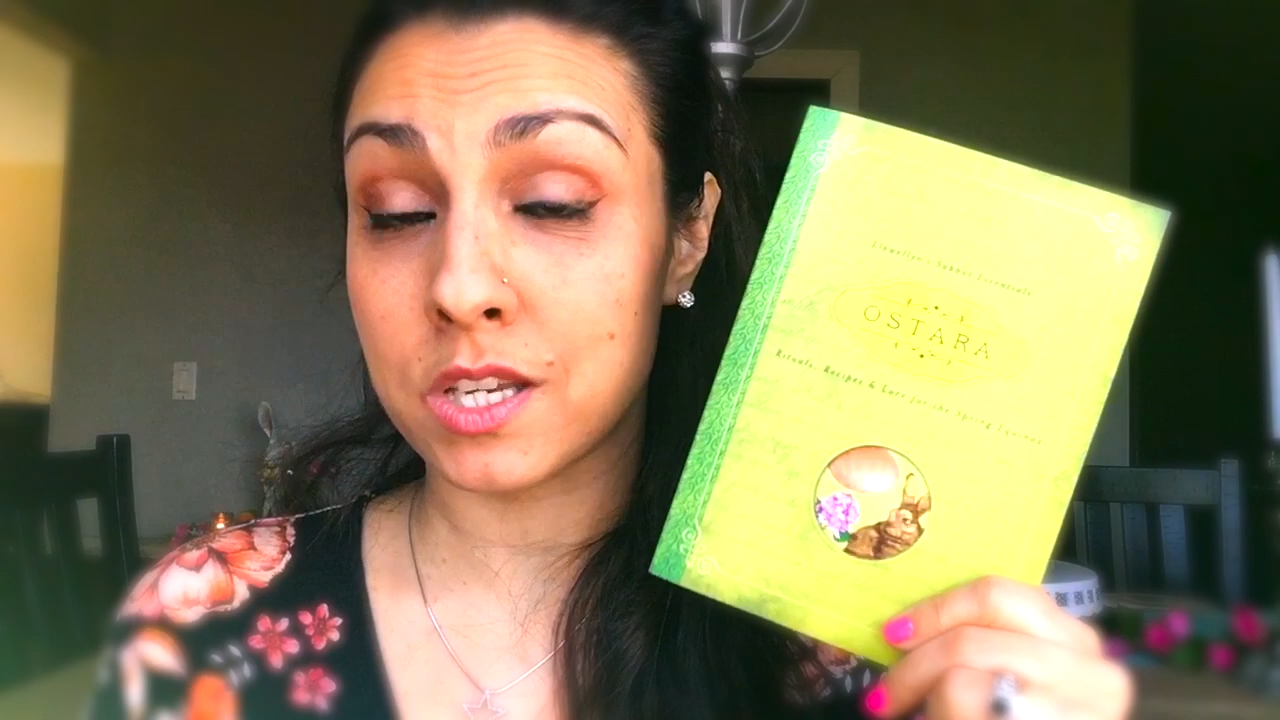 Llewellyn's Sabbat Essentials
OSTARA
Rituals, Recipes & Lore for the Spring Equinox